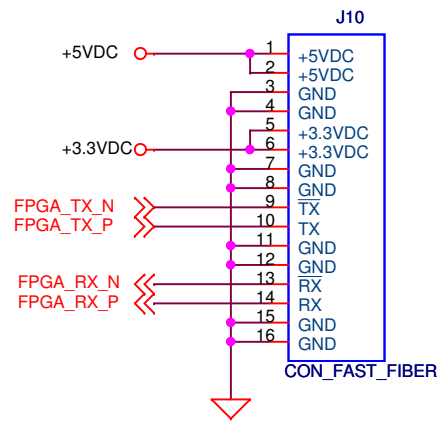 J10
+5VDC 1 +5VDC
2 +5VDC
3 GND
4 GND
5 +3.3VDC
+3.3VDC 6 +3.3VDC
7 GND
8 GND
FPGA_TX_N 9 T̅X̅
FPGA_TX_P 10 TX
11 GND
12 GND
FPGA_RX_N 13 R̅X̅
FPGA_RX_P 14 RX
15 GND
16 GND
CON_FAST_FIBER